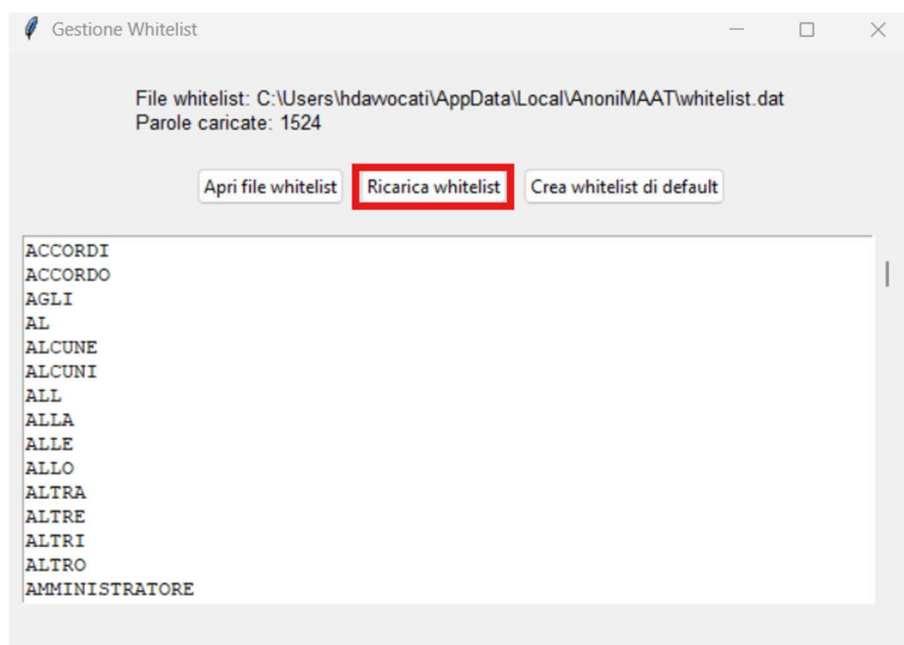 Gestione Whitelist
File whitelist: C:\Users\hdavvocati\AppData\Local\AnoniMAAT\whitelist.dat
Parole caricate: 1524
Apri file whitelist Ricarica whitelist Crea whitelist di default
ACCORDI
ACCORDO
AGLI
AL
ALCUNE
ALCUNI
ALL
ALLA
ALLE
ALLO
ALTRA
ALTRE
ALTRI
ALTRO
AMMINISTRATORE